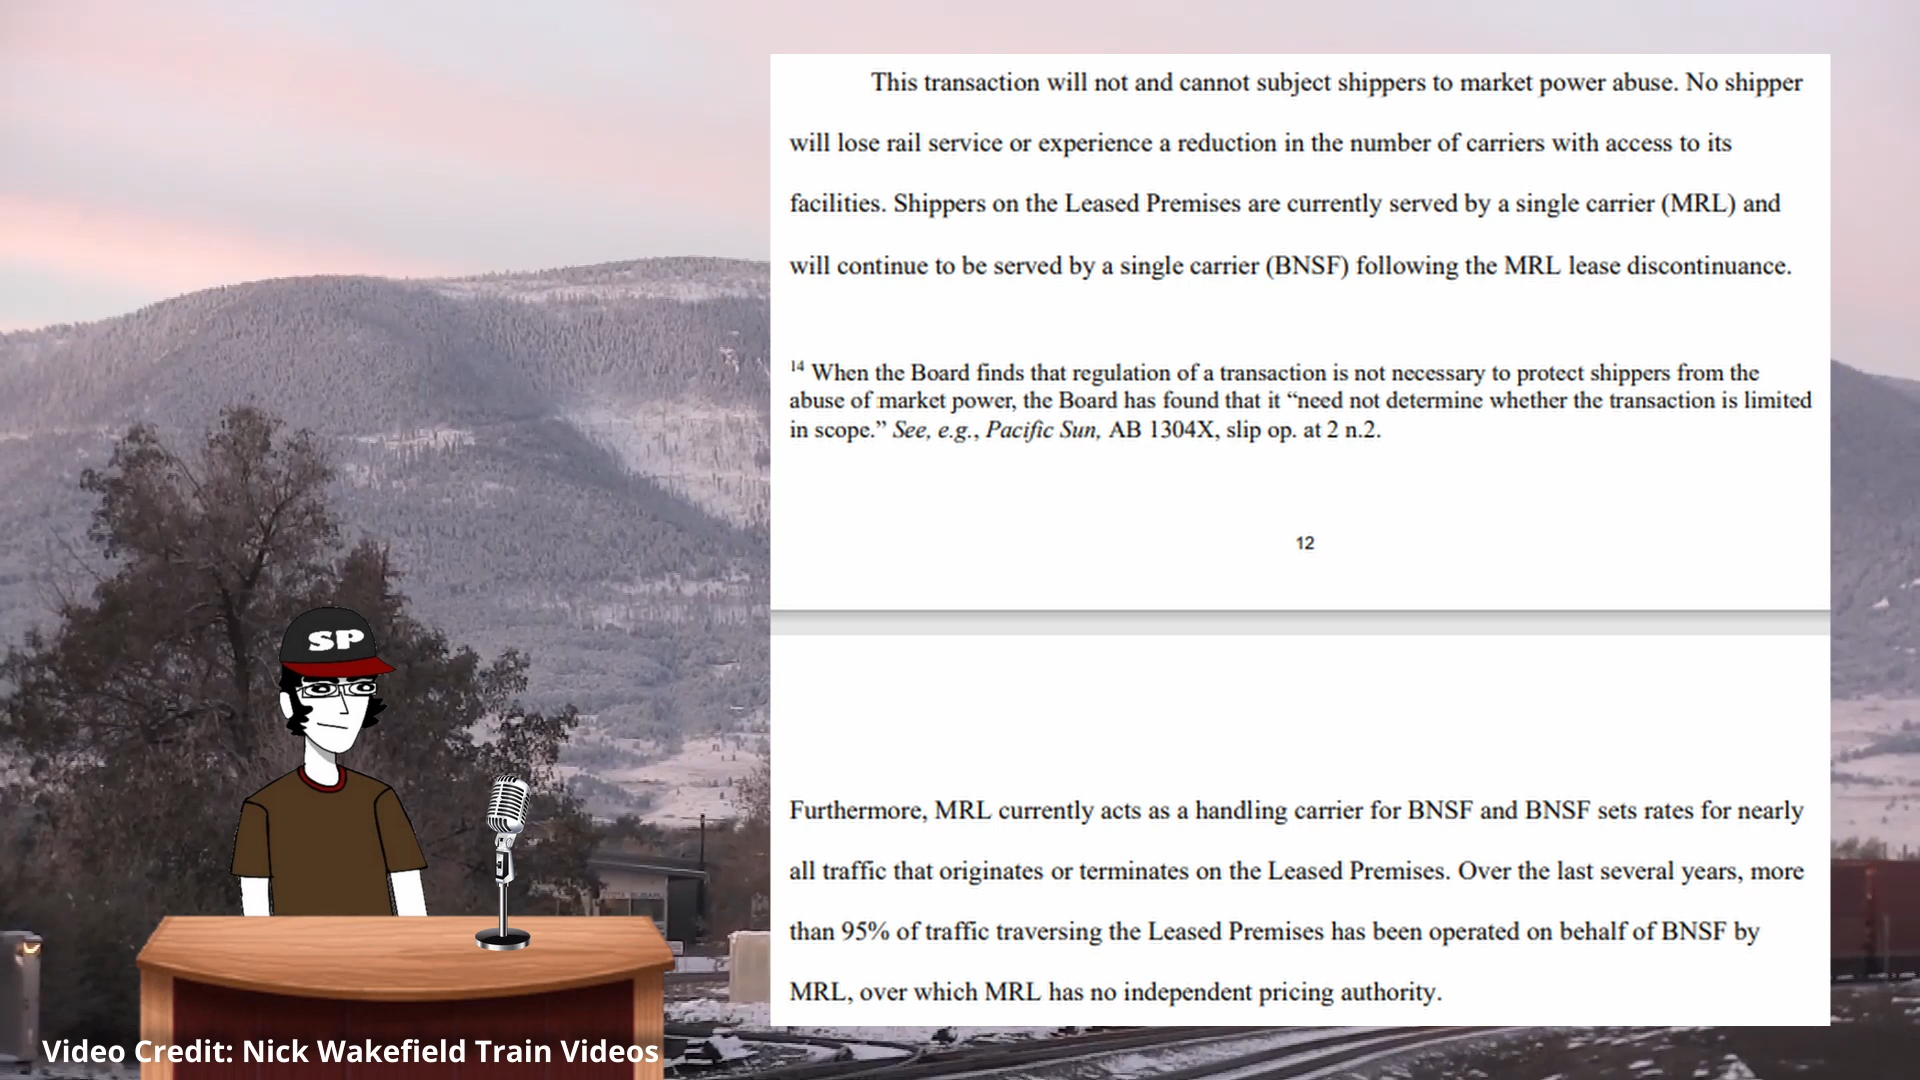 This transaction will not and cannot subject shippers to market power abuse. No shipper
will lose rail service or experience a reduction in the number of carriers with access to its
facilities. Shippers on the Leased Premises are currently served by a single carrier (MRL) and
will continue to be served by a single carrier (BNSF) following the MRL lease discontinuance.
14 When the Board finds that regulation of a transaction is not necessary to protect shippers from the
abuse of market power, the Board has found that it “need not determine whether the transaction is limited
in scope.” See, e.g., Pacific Sun, AB 1304X, slip op. at 2 n.2.
12
Furthermore, MRL currently acts as a handling carrier for BNSF and BNSF sets rates for nearly
all traffic that originates or terminates on the Leased Premises. Over the last several years, more
than 95% of traffic traversing the Leased Premises has been operated on behalf of BNSF by
MRL, over which MRL has no independent pricing authority.
SP
Video Credit: Nick Wakefield Train Videos